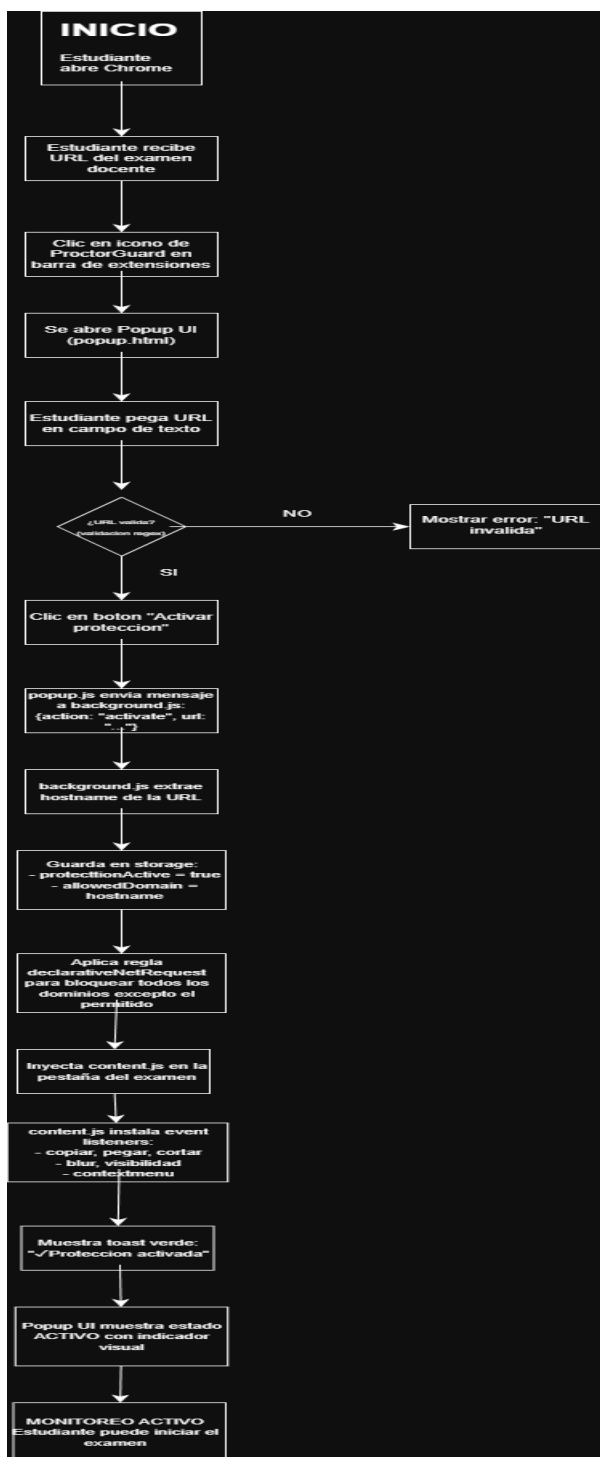 INICIO
Estudiante
abre Chrome
Estudiante recibe
URL del examen
docente
Clic en icono de
ProctorGuard en
barra de extensiones
Se abre Popup UI
(popup.html)
Estudiante pega URL
en campo de texto
¿URL valida?
(validacion regex)
NO
Mostrar error: "URL
invalida"
SI
Clic en boton "Activar
proteccion"
popup.js envia mensaje
a background.js:
{action: "activate", url:
"..."}
background.js extrae
hostname de la URL
Guarda en storage:
- protecttionActive = true
- allowedDomain =
hostname
Aplica regla
declarativeNetRequest
para bloquear todos los
dominios excepto el
permitido
Inyecta content.js en la
pestaña del examen
content.js instala event
listeners:
- copiar, pegar, cortar
- blur, visibilidad
- contextmenu
Muestra toast verde:
"✓Proteccion activada"
Popup UI muestra estado
ACTIVO con indicador
visual
MONITOREO ACTIVO
Estudiante puede iniciar el
examen